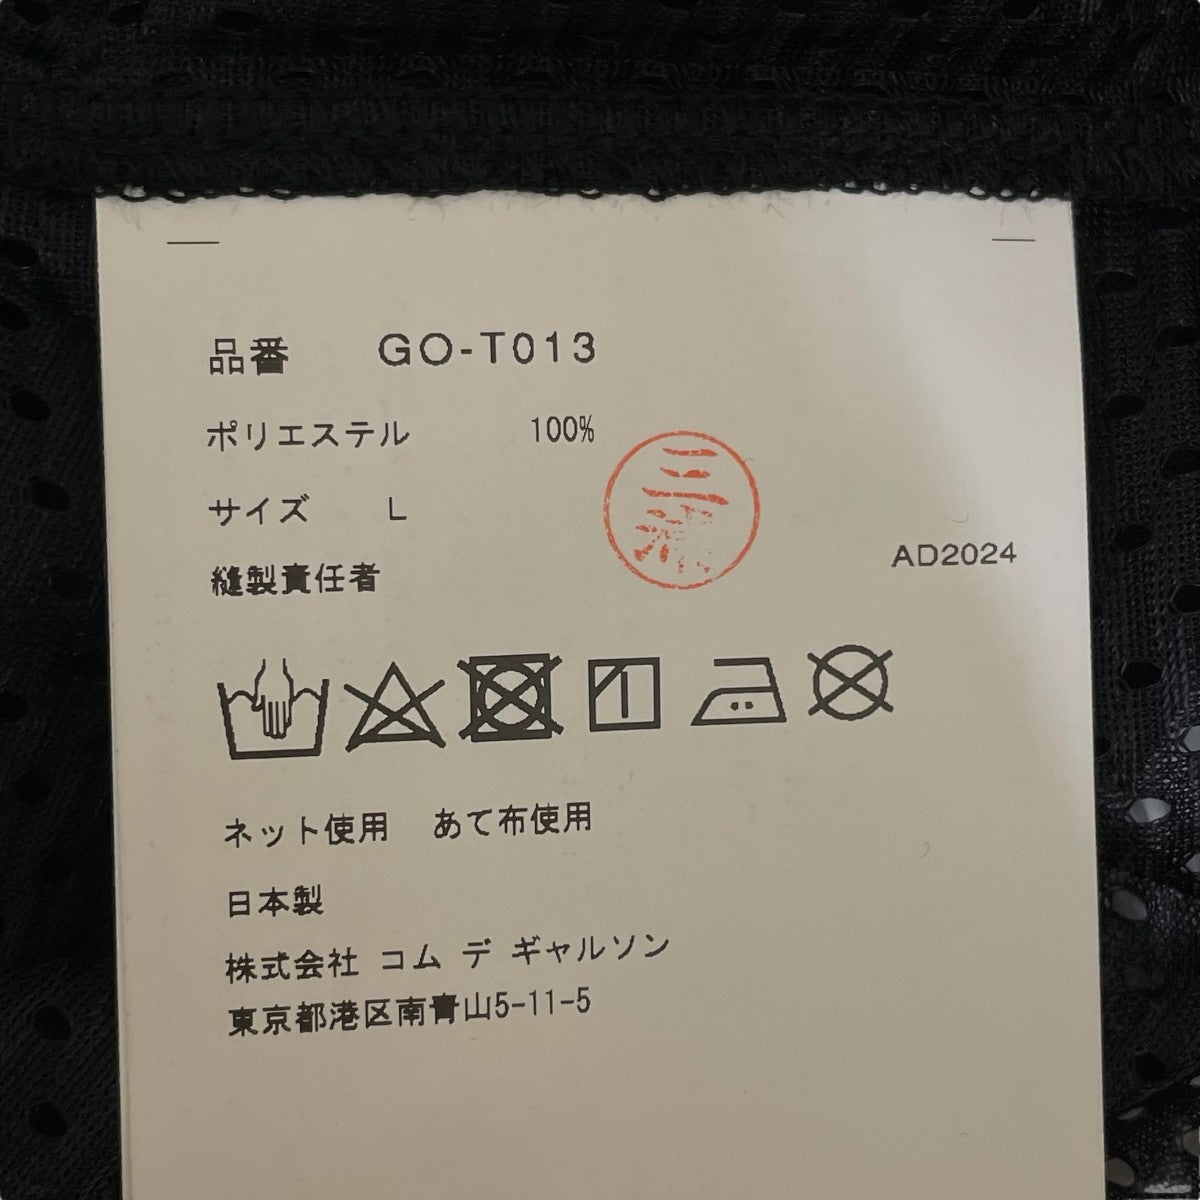 品番 GO-T013
ポリエステル 100%
サイズ L
縫製責任者
AD2024
ネット使用 あて布使用
日本製
株式会社 コム デ ギャルソン
東京都港区南青山5-11-5